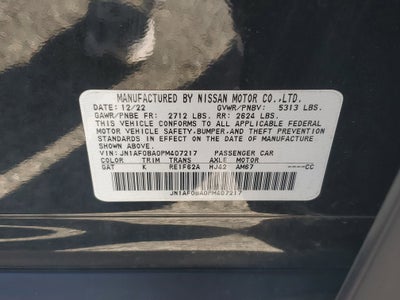 MANUFACTURED BY NISSAN MOTOR CO.,LTD.
DATE: 12/22 GVWR/PNBV: 5313 LBS.
GAWR/PNBE FR: 2712 LBS. RR: 2624 LBS.
THIS VEHICLE CONFORMS TO ALL APPLICABLE FEDERAL
MOTOR VEHICLE SAFETY,BUMPER,AND THEFT PREVENTION
STANDARDS IN EFFECT ON THE DATE OF MANUFACTURE
SHOWN ABOVE.
VIN: JN1AF0BA0PM407217 PASSENGER CAR
COLOR TRIM TRANS AXLE MOTOR
GAT K RE1F62A HJ42 AM67 ----CC
JN1AF0BA0PM407217